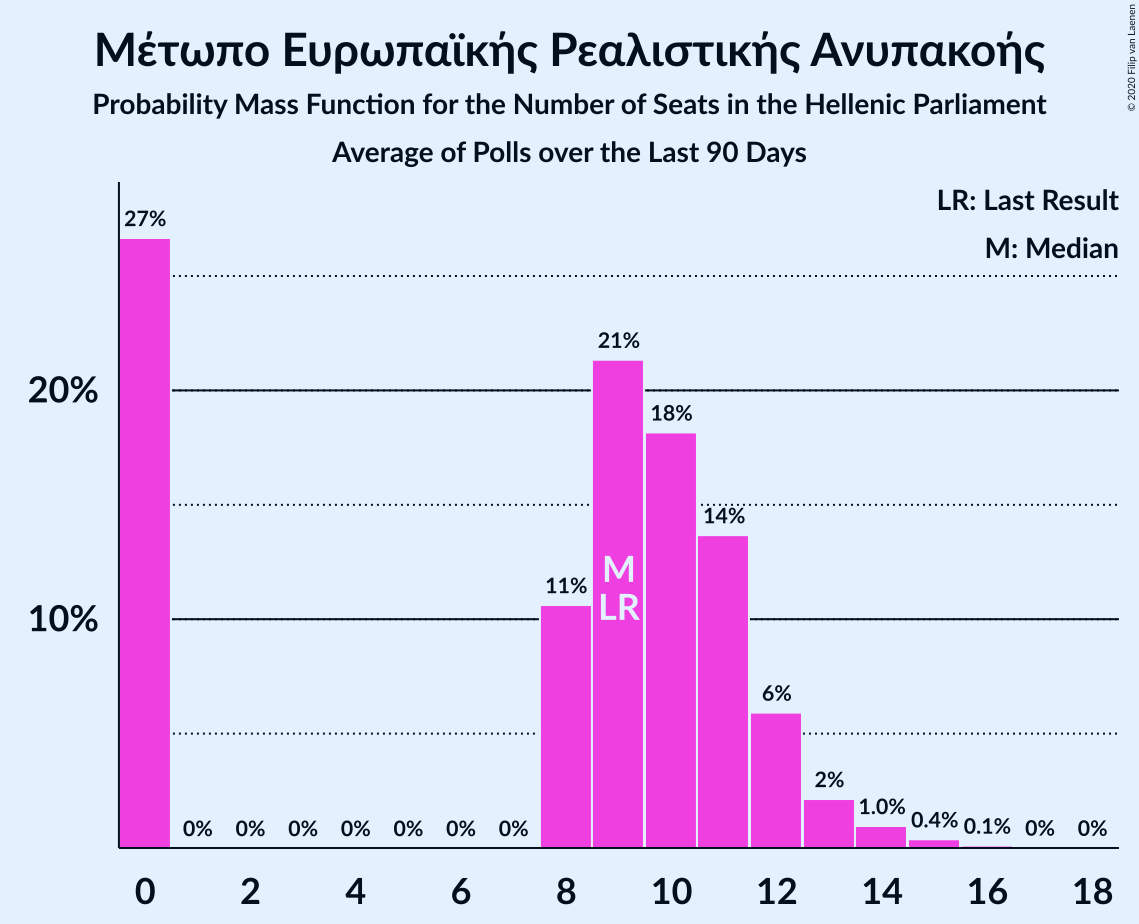 Μέτωπο Ευρωπαϊκής Ρεαλιστικής Ανυπακοής
Probability Mass Function for the Number of Seats in the Hellenic Parliament
Average of Polls over the Last 90 Days
© 2020 Filip van Laenen
LR: Last Result
M: Median
27%
21%
20%
18%
14%
M
11%
LR
10%
6%
2%
1.0%
0.4%
0.1%
0% 0% 0% 0% 0% 0% 0% 0% 0%
0 2 4 6 8 10 12 14 16 18